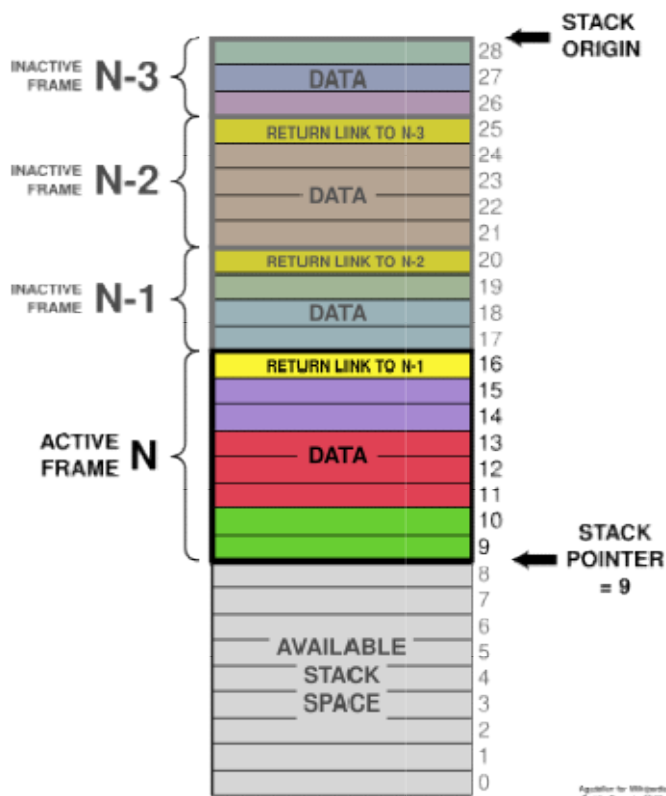 STACK
ORIGIN
28
INACTIVE
FRAME N-3
DATA
27
26
RETURN LINK TO N-3
25
24
INACTIVE
FRAME N-2
23
DATA
22
21
RETURN LINK TO N-2
20
19
INACTIVE
FRAME N-1
DATA
18
17
RETURN LINK TO N-1
16
15
14
ACTIVE
FRAME N
13
DATA
12
11
10
9
STACK
POINTER
= 9
8
7
6
AVAILABLE
STACK
SPACE
5
4
3
2
1
0
for